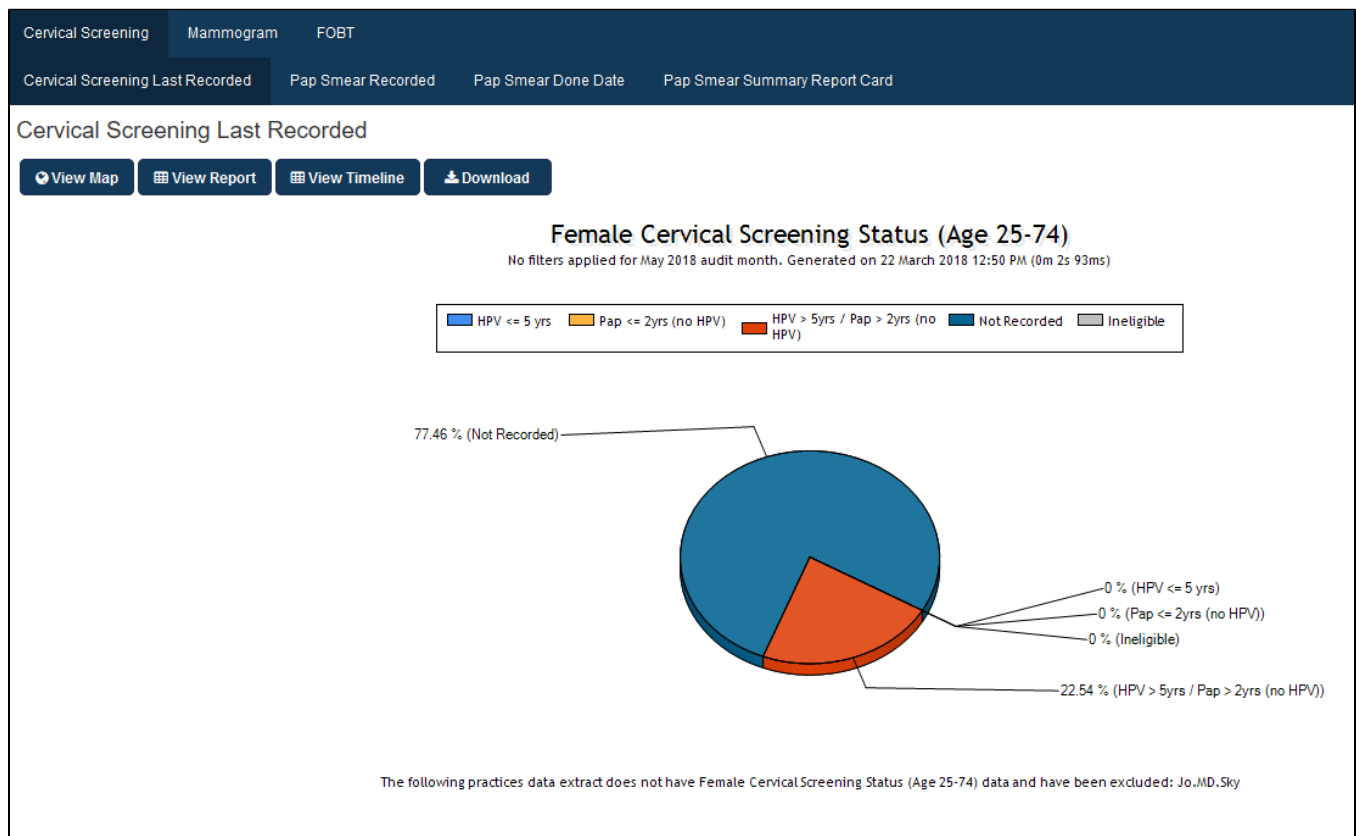 Cervical Screening Mammogram FOBT
Cervical Screening Last Recorded Pap Smear Recorded Pap Smear Done Date Pap Smear Summary Report Card
Cervical Screening Last Recorded
View Map View Report View Timeline Download
Female Cervical Screening Status (Age 25-74)
No filters applied for May 2018 audit month. Generated on 22 March 2018 12:50 PM (0m 2s 93ms)
HPV <= 5 yrs Pap <= 2yrs (no HPV) HPV > 5yrs / Pap > 2yrs (no Not Recorded Ineligible
HPV)
77.46 % (Not Recorded)
0 % (HPV <= 5 yrs)
0 % (Pap <= 2yrs (no HPV))
0 % (Ineligible)
22.54 % (HPV > 5yrs / Pap > 2yrs (no HPV))
The following practices data extract does not have Female Cervical Screening Status (Age 25-74) data and have been excluded: Jo.MD.Sky